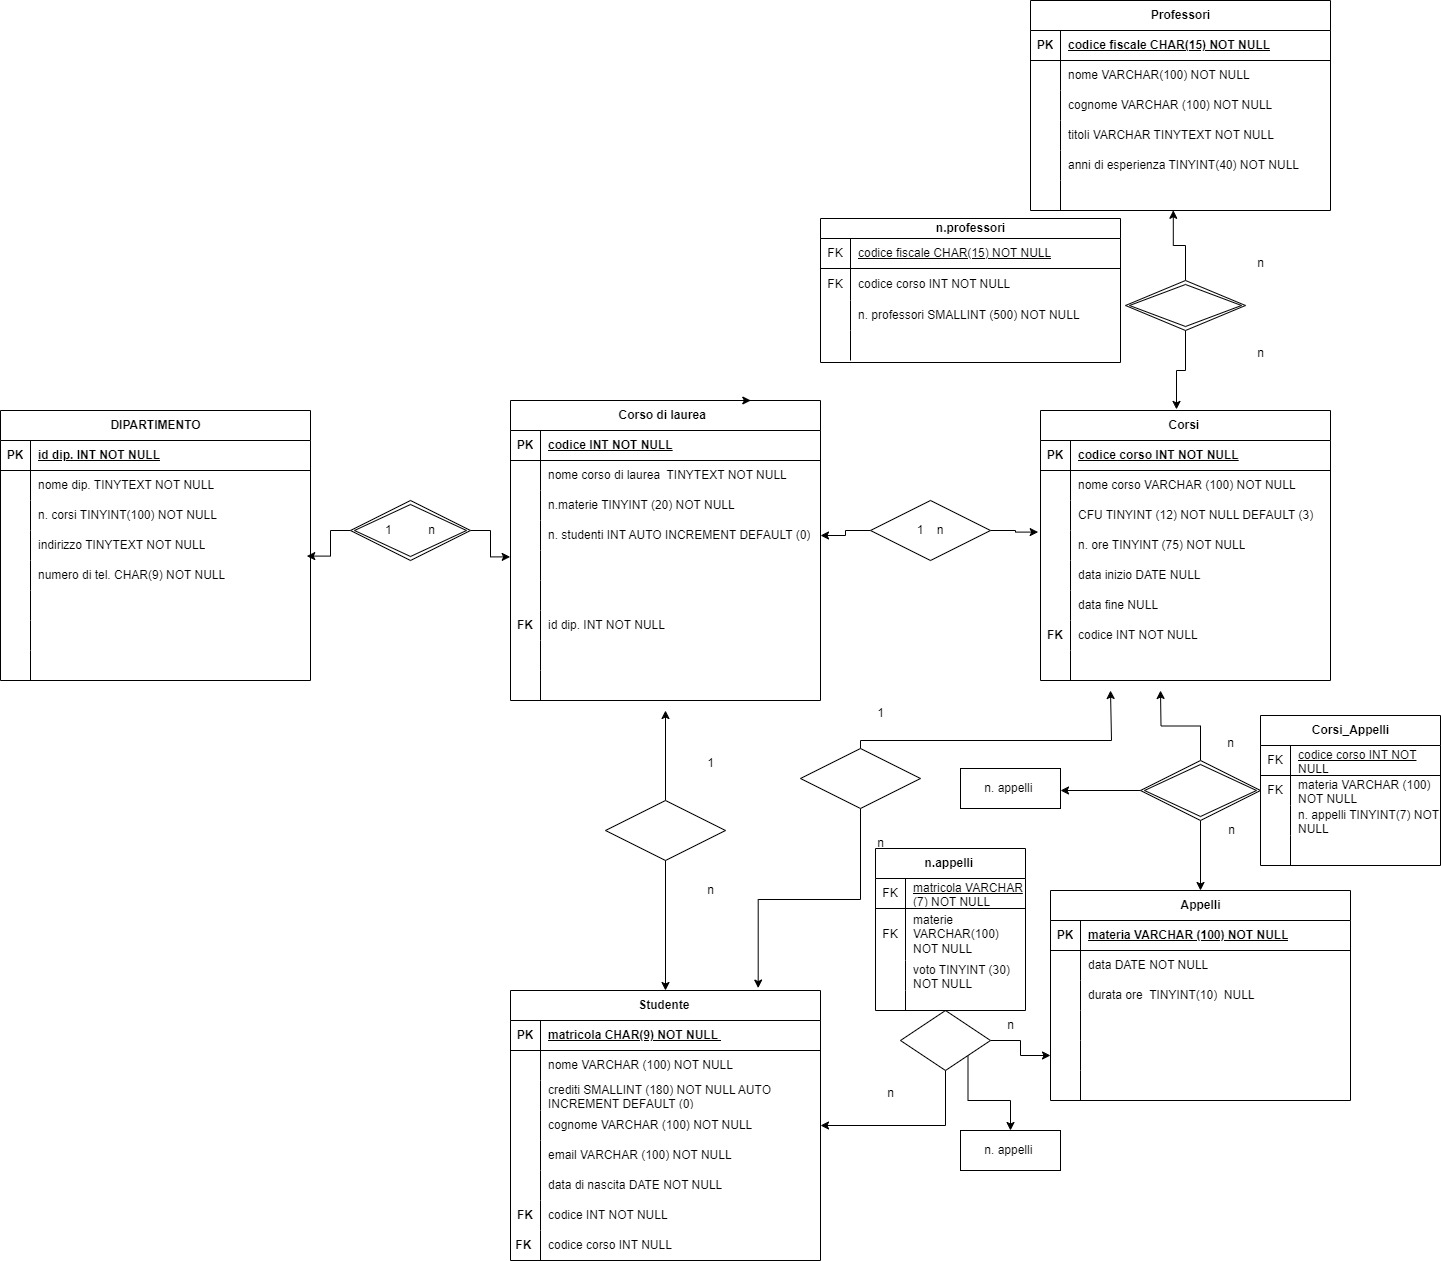 Professori
PK codice fiscale CHAR(15) NOT NULL
nome VARCHAR(100) NOT NULL
cognome VARCHAR (100) NOT NULL
titoli VARCHAR TINYTEXT NOT NULL
anni di esperienza TINYINT(40) NOT NULL
n.professori
FK codice fiscale CHAR(15) NOT NULL
FK codice corso INT NOT NULL
n. professori SMALLINT (500) NOT NULL
n
n
DIPARTIMENTO
PK id dip. INT NOT NULL
nome dip. TINYTEXT NOT NULL
n. corsi TINYINT(100) NOT NULL
indirizzo TINYTEXT NOT NULL
numero di tel. CHAR(9) NOT NULL
1 n
Corso di laurea
PK codice INT NOT NULL
nome corso di laurea TINYTEXT NOT NULL
n.materie TINYINT (20) NOT NULL
n. studenti INT AUTO INCREMENT DEFAULT (0)
FK id dip. INT NOT NULL
1 n
Corsi
PK codice corso INT NOT NULL
nome corso VARCHAR (100) NOT NULL
CFU TINYINT (12) NOT NULL DEFAULT (3)
n. ore TINYINT (75) NOT NULL
data inizio DATE NULL
data fine NULL
FK codice INT NOT NULL
1
n
1
n
n. appelli
n
n
Corsi_Appelli
FK codice corso INT NOT
NULL
FK materia VARCHAR (100)
NOT NULL
n. appelli TINYINT(7) NOT
NULL
n.appelli
FK matricola VARCHAR
(7) NOT NULL
FK materie
VARCHAR(100)
NOT NULL
voto TINYINT (30)
NOT NULL
Appelli
PK materia VARCHAR (100) NOT NULL
data DATE NOT NULL
durata ore TINYINT(10) NULL
n
n
n. appelli
Studente
PK matricola CHAR(9) NOT NULL
nome VARCHAR (100) NOT NULL
crediti SMALLINT (180) NOT NULL AUTO
INCREMENT DEFAULT (0)
cognome VARCHAR (100) NOT NULL
email VARCHAR (100) NOT NULL
data di nascita DATE NOT NULL
FK codice INT NOT NULL
FK codice corso INT NULL